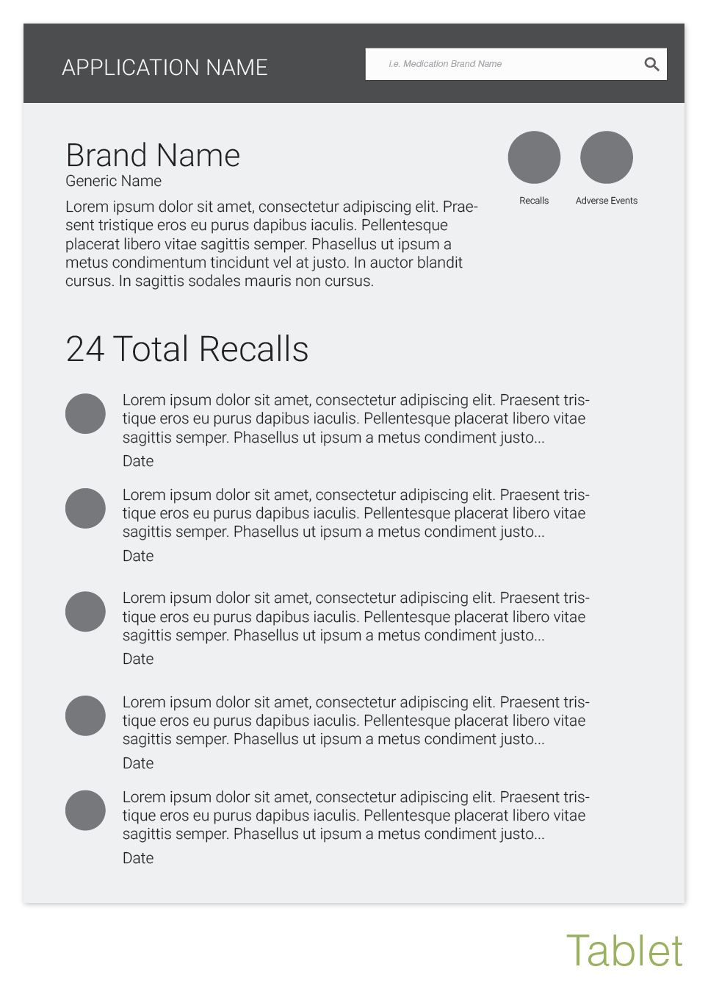 APPLICATION NAME
i.e. Medication Brand Name
Brand Name
Generic Name
Lorem ipsum dolor sit amet, consectetur adipiscing elit. Prae-
sent tristique eros eu purus dapibus iaculis. Pellentesque
placerat libero vitae sagittis semper. Phasellus ut ipsum a
metus condimentum tincidunt vel at justo. In auctor blandit
cursus. In sagittis sodales mauris non cursus.
Recalls
Adverse Events
24 Total Recalls
Lorem ipsum dolor sit amet, consectetur adipiscing elit. Praesent tris-
tique eros eu purus dapibus iaculis. Pellentesque placerat libero vitae
sagittis semper. Phasellus ut ipsum a metus condiment justo...
Date
Lorem ipsum dolor sit amet, consectetur adipiscing elit. Praesent tris-
tique eros eu purus dapibus iaculis. Pellentesque placerat libero vitae
sagittis semper. Phasellus ut ipsum a metus condiment justo...
Date
Lorem ipsum dolor sit amet, consectetur adipiscing elit. Praesent tris-
tique eros eu purus dapibus iaculis. Pellentesque placerat libero vitae
sagittis semper. Phasellus ut ipsum a metus condiment justo...
Date
Lorem ipsum dolor sit amet, consectetur adipiscing elit. Praesent tris-
tique eros eu purus dapibus iaculis. Pellentesque placerat libero vitae
sagittis semper. Phasellus ut ipsum a metus condiment justo...
Date
Lorem ipsum dolor sit amet, consectetur adipiscing elit. Praesent tris-
tique eros eu purus dapibus iaculis. Pellentesque placerat libero vitae
sagittis semper. Phasellus ut ipsum a metus condiment justo...
Date
Tablet